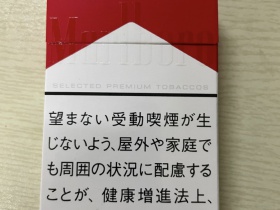 Marlboro
SELECTED PREMIUM TOBACCOS
望まない受動喫煙が生
じないよう、屋外や家庭で
も周囲の状況に配慮する
ことが、健康増進法上、